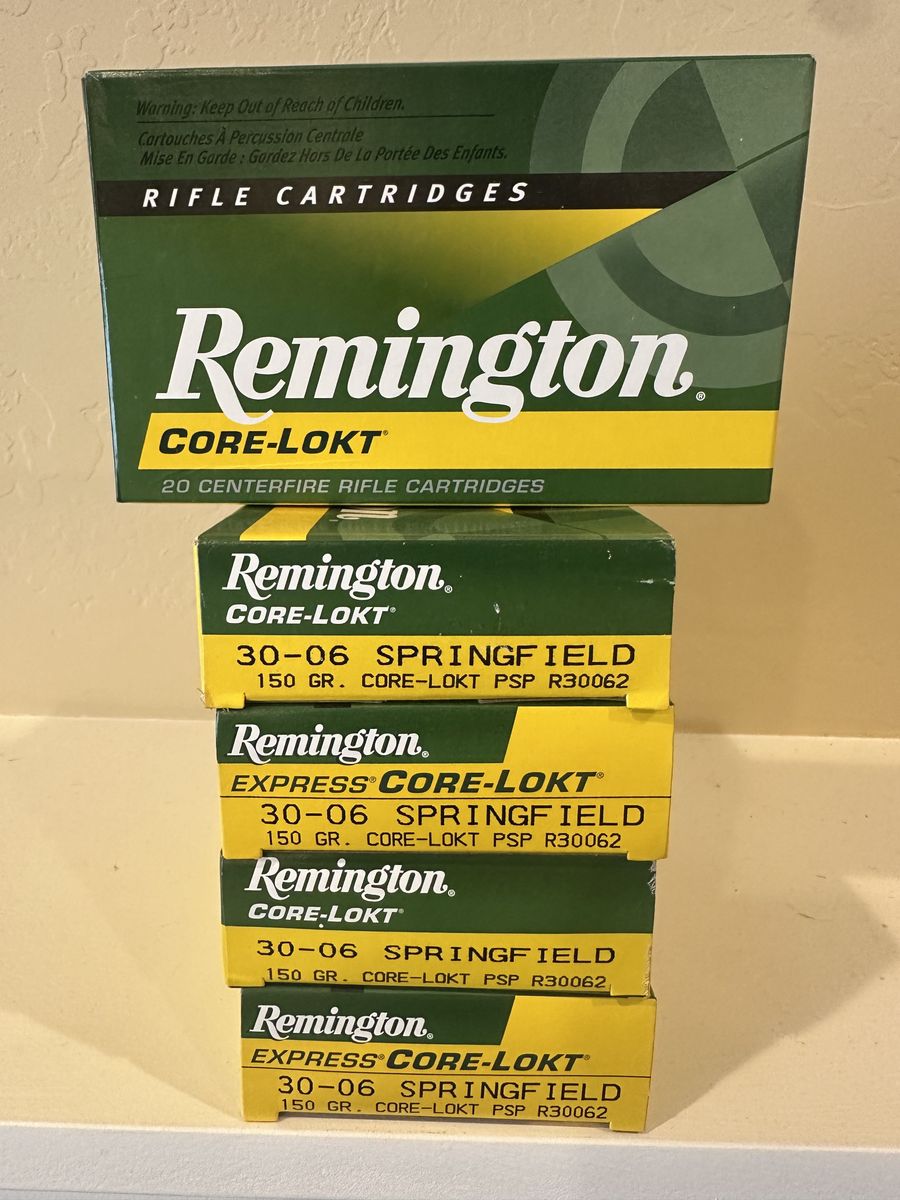 Warning: Keep Out of Reach of Children.
Cartouches À Percussion Centrale
Mise En Garde : Gardez Hors De La Portée Des Enfants.
RIFLE CARTRIDGES
Remington®
CORE-LOKT®
20 CENTERFIRE RIFLE CARTRIDGES
Remington®
CORE-LOKT®
30-06 SPRINGFIELD
150 GR. CORE-LOKT PSP R30062
Remington®
EXPRESS® CORE-LOKT®
30-06 SPRINGFIELD
150 GR. CORE-LOKT PSP R30062
Remington®
CORE-LOKT®
30-06 SPRINGFIELD
150 GR. CORE-LOKT PSP R30062
Remington®
EXPRESS® CORE-LOKT®
30-06 SPRINGFIELD
150 GR. CORE-LOKT PSP R30062